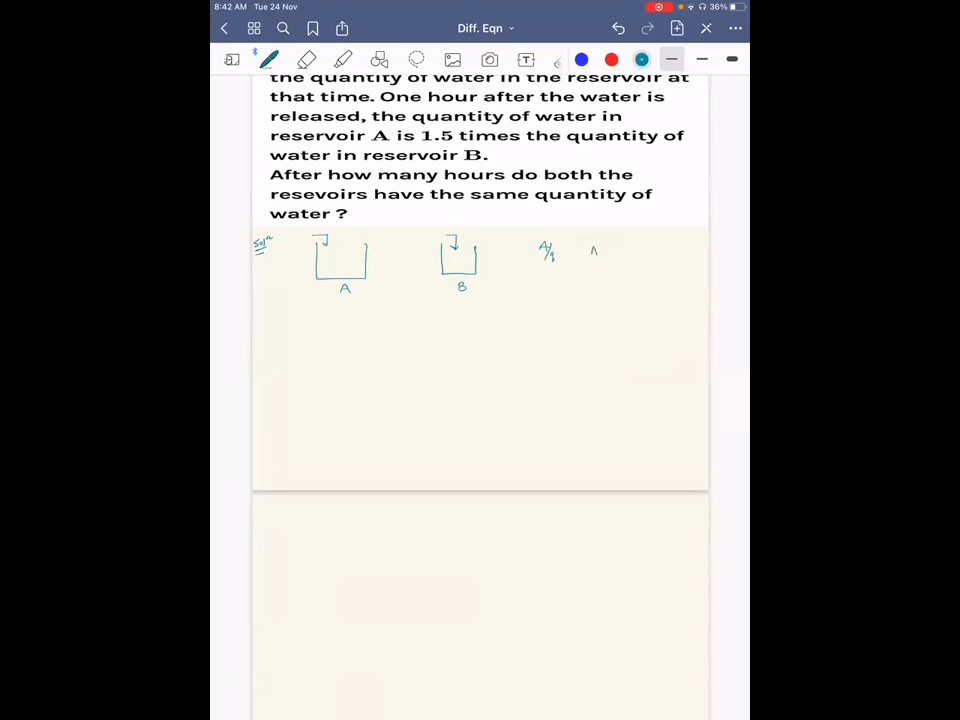 8:42 AM Tue 24 Nov
36%
Diff. Eqn
the quantity of water in the reservoir at
that time. One hour after the water is
released, the quantity of water in
reservoir A is 1.5 times the quantity of
water in reservoir B.
After how many hours do both the
resevoirs have the same quantity of
water ?
Solⁿ
A/q
A B